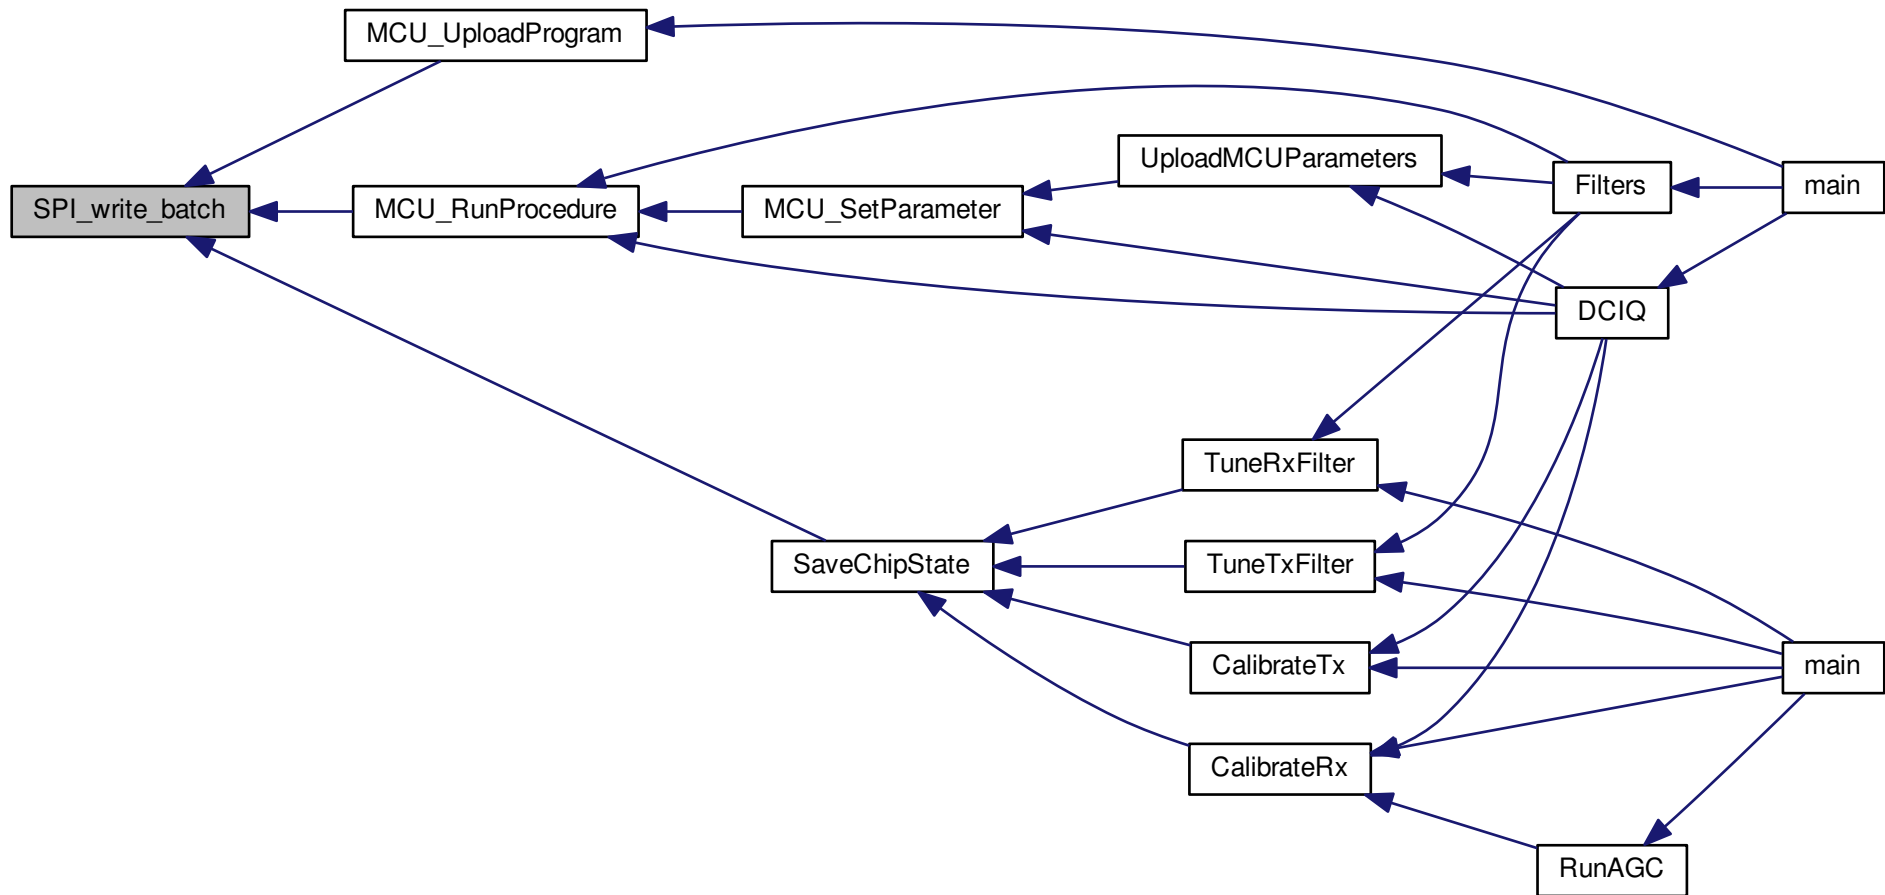 MCU_UploadProgram
SPI_write_batch
MCU_RunProcedure
MCU_SetParameter
UploadMCUParameters
Filters
main
DCIQ
TuneRxFilter
SaveChipState
TuneTxFilter
CalibrateTx
main
CalibrateRx
RunAGC